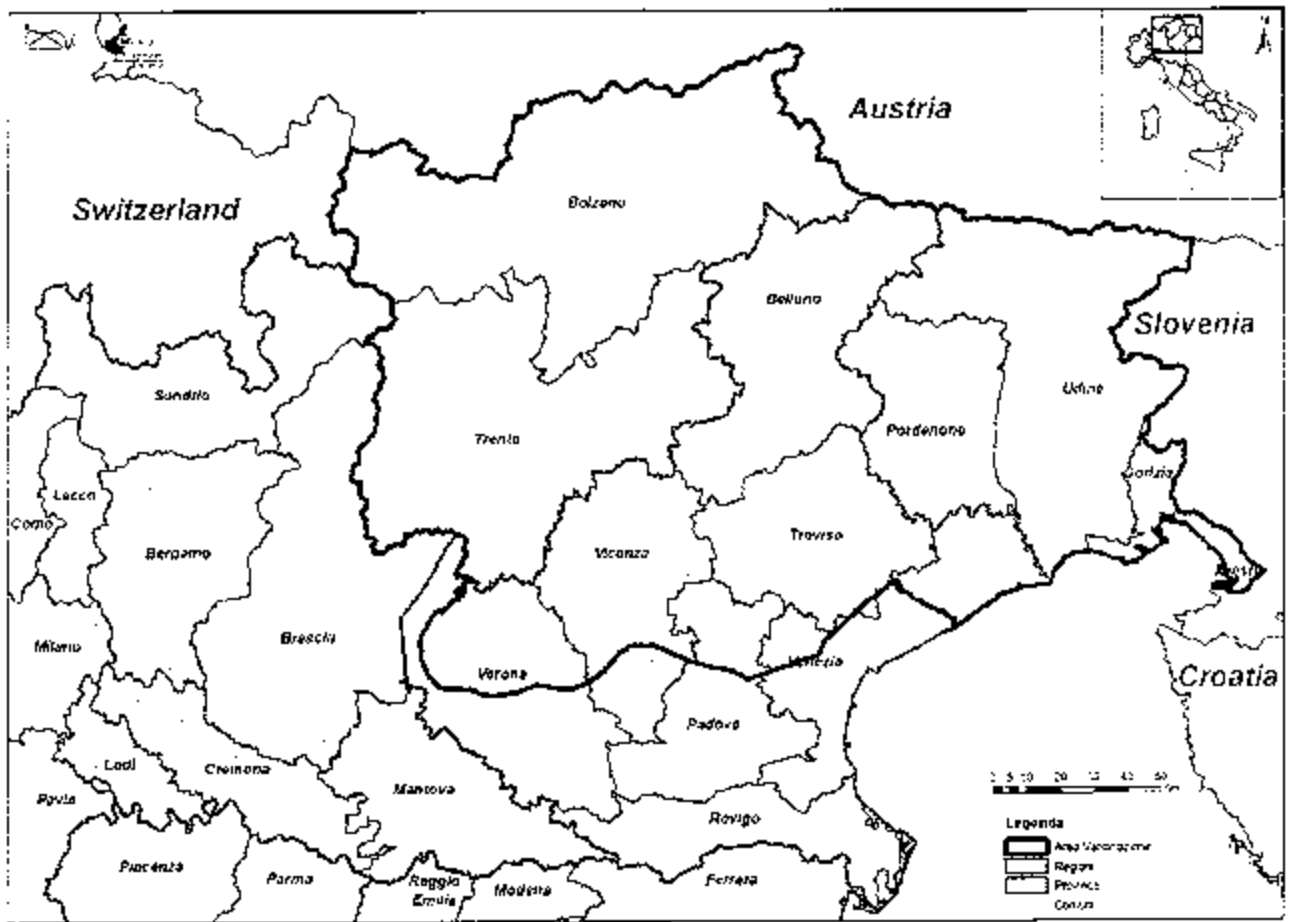 Austria
Switzerland
Bolzano
Belluno
Slovenia
Sondrio
Udine
Trento
Pordenone
Lecco
Gorizia
Como
Treviso
Vicenza
Bergamo
Milano
Brescia
Verona
Venezia
Croatia
Padova
Lodi
Cremona
Mantova
Pavia
Rovigo
Legenda
Piacenza
Parma
Reggio
Emilia
Modena
Ferrara
Regioni
Province
Comuni